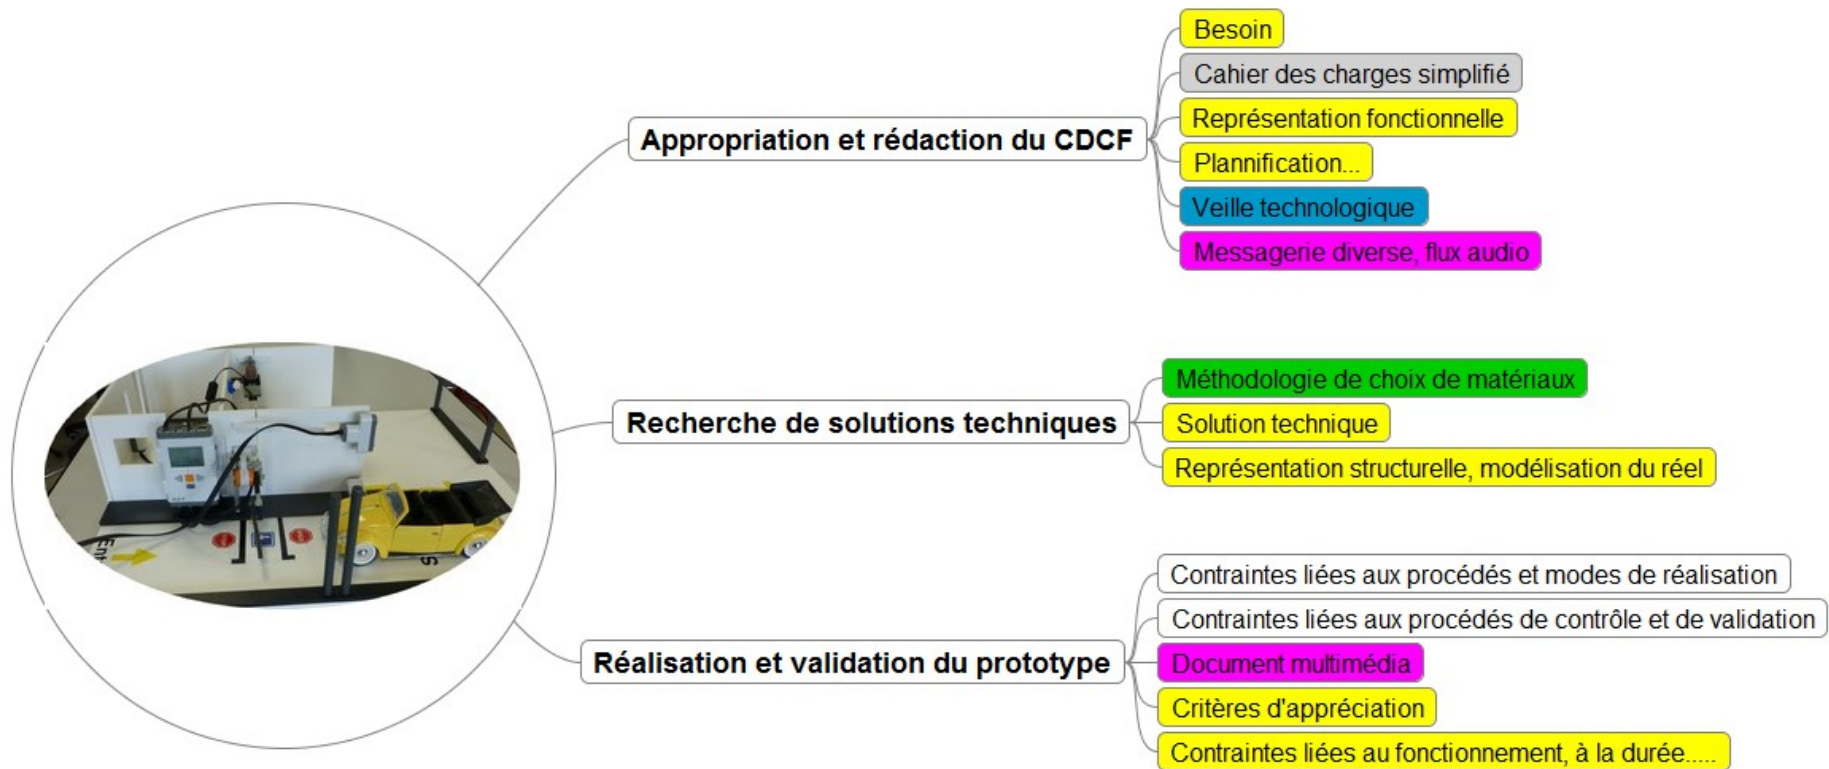 Appropriation et rédaction du CDCF
Besoin
Cahier des charges simplifié
Représentation fonctionnelle
Plannification...
Veille technologique
Messagerie diverse, flux audio
Recherche de solutions techniques
Méthodologie de choix de matériaux
Solution technique
Représentation structurelle, modélisation du réel
Réalisation et validation du prototype
Contraintes liées aux procédés et modes de réalisation
Contraintes liées aux procédés de contrôle et de validation
Document multimédia
Critères d'appréciation
Contraintes liées au fonctionnement, à la durée.....